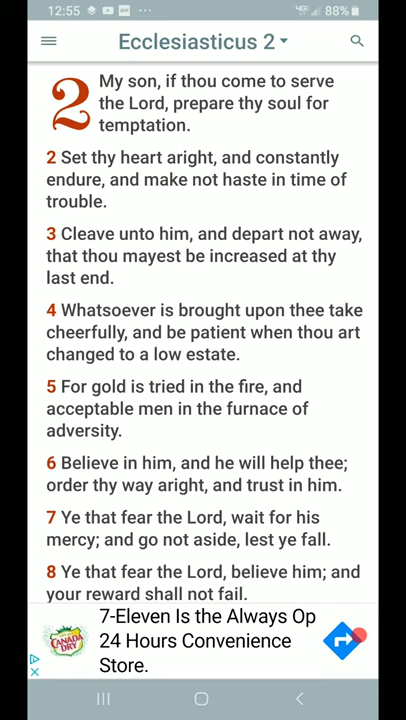 12:55 88%
Ecclesiasticus 2
2 My son, if thou come to serve
the Lord, prepare thy soul for
temptation.
2 Set thy heart aright, and constantly
endure, and make not haste in time of
trouble.
3 Cleave unto him, and depart not away,
that thou mayest be increased at thy
last end.
4 Whatsoever is brought upon thee take
cheerfully, and be patient when thou art
changed to a low estate.
5 For gold is tried in the fire, and
acceptable men in the furnace of
adversity.
6 Believe in him, and he will help thee;
order thy way aright, and trust in him.
7 Ye that fear the Lord, wait for his
mercy; and go not aside, lest ye fall.
8 Ye that fear the Lord, believe him; and
your reward shall not fail.
CANADA DRY
7-Eleven Is the Always Op
24 Hours Convenience
Store.